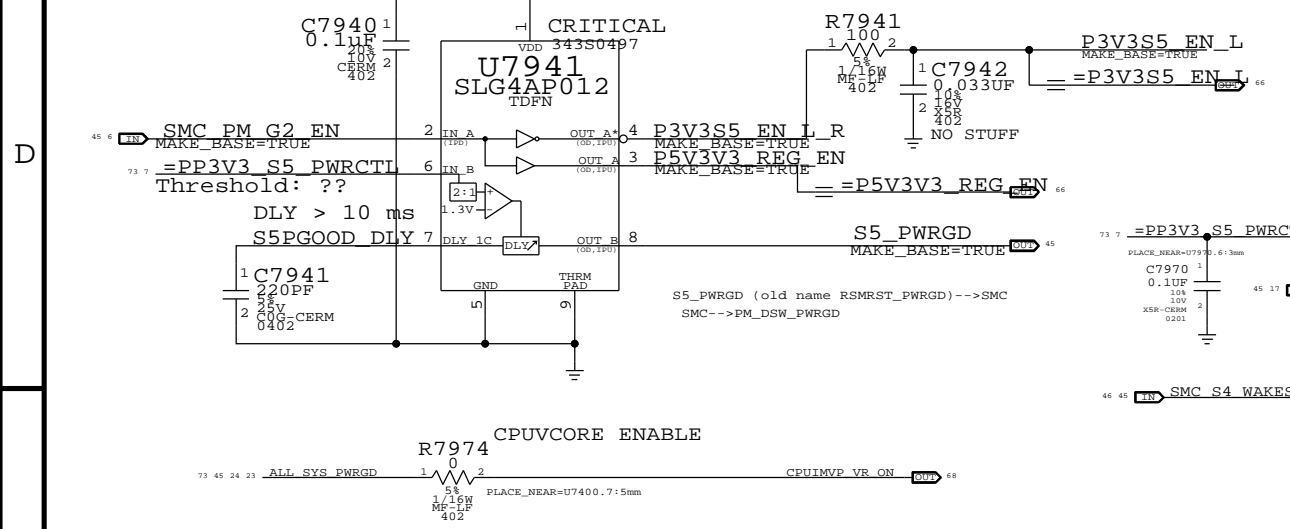 C7940
1
0.1uF
20%
10V
CERM
2
402
1
VDD
CRITICAL
343S0497
U7941
SLG4AP012
TDFN
45 6
IN
SMC_PM_G2_EN
MAKE_BASE=TRUE
2
IN_A
(IPD)
OUT_A*
(OD,IPU)
4
P3V3S5_EN_L_R
MAKE_BASE=TRUE
OUT_A
(OD,IPU)
3
P5V3V3_REG_EN
MAKE_BASE=TRUE
=P5V3V3_REG_EN
OUT
66
73 7
=PP3V3_S5_PWRCTL
6
IN_B
Threshold: ??
2:1
+
-
1.3V
DLY > 10 ms
S5PGOOD_DLY
7
DLY_1C
DLY
OUT_B
(OD,IPU)
8
S5_PWRGD
MAKE_BASE=TRUE
OUT
45
1
C7941
220PF
5%
25V
2
C0G-CERM
0402
GND
5
THRM
PAD
9
S5_PWRGD (old name RSMRST_PWRGD)-->SMC
SMC-->PM_DSW_PWRGD
R7941
100
1
2
5%
1/16W
MF-LF
402
1
C7942
0.033UF
10%
16V
2
X5R
402
NO STUFF
P3V3S5_EN_L
MAKE_BASE=TRUE
=P3V3S5_EN_L
OUT
66
73 7
=PP3V3_S5_PWRC
PLACE_NEAR=U7970.6:3mm
C7970
1
0.1UF
10%
10V
2
X5R-CERM
0201
45 17
46 45
IN
SMC_S4_WAKES
D
D
CPUVCORE ENABLE
R7974
0
73 45 24 23
ALL_SYS_PWRGD
1
2
CPUIMVP_VR_ON
OUT
68
5%
1/16W
MF-LF
402
PLACE_NEAR=U7400.7:5mm